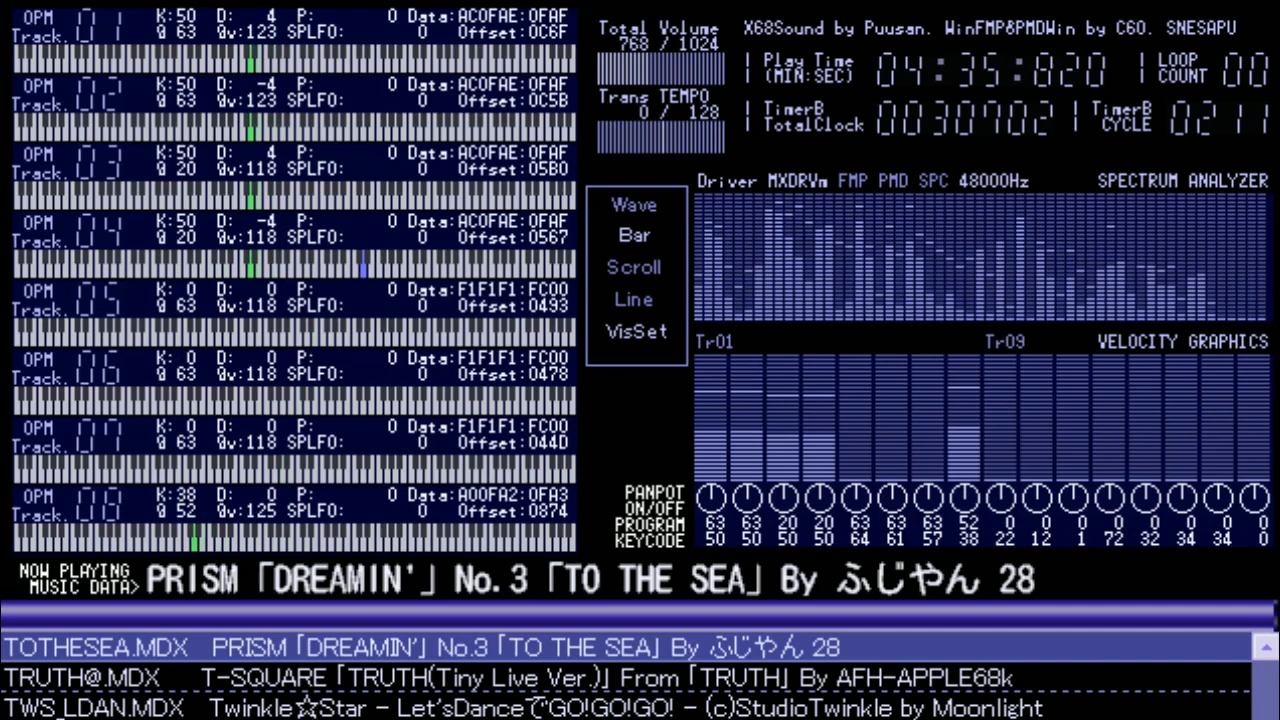 OPM K:50 D: 4 P: 0 Data:AC0FAE:0FAF
Track. 01 @ 63 @v:123 SPLFO: 0 Offset:0C6F
OPM K:50 D: -4 P: 0 Data:AC0FAE:0FAF
Track. 02 @ 63 @v:123 SPLFO: 0 Offset:0C5B
OPM K:50 D: 4 P: 0 Data:AC0FAE:0FAF
Track. 03 @ 20 @v:118 SPLFO: 0 Offset:05B0
OPM K:50 D: -4 P: 0 Data:AC0FAE:0FAF
Track. 04 @ 20 @v:118 SPLFO: 0 Offset:0567
OPM K: 0 D: 0 P: 0 Data:F1F1F1:FC00
Track. 05 @ 63 @v:118 SPLFO: 0 Offset:0493
OPM K: 0 D: 0 P: 0 Data:F1F1F1:FC00
Track. 06 @ 63 @v:118 SPLFO: 0 Offset:0478
OPM K: 0 D: 0 P: 0 Data:F1F1F1:FC00
Track. 07 @ 63 @v:118 SPLFO: 0 Offset:044D
OPM K:38 D: 0 P: 0 Data:A00FA2:0FA3
Track. 08 @ 52 @v:125 SPLFO: 0 Offset:0874
Total Volume
768 / 1024
Trans TEMPO
0 / 128
X68Sound by Puusan. WinFMP&PMDWin by C60. SNESAPU
Play Time (MIN:SEC) 04:35:820 LOOP COUNT 00
TimerB TotalClock 0030702 TimerB CYCLE 0211
Wave
Bar
Scroll
Line
VisSet
Driver MXDRVm FMP PMD SPC 48000Hz SPECTRUM ANALYZER
Tr01 Tr09 VELOCITY GRAPHICS
PANPOT
ON/OFF
PROGRAM 63 63 20 20 63 63 63 52 0 0 0 0 0 0 0 0
KEYCODE 50 50 50 50 64 61 57 38 22 12 1 72 32 34 34 0
NOW PLAYING
MUSIC DATA> PRISM「DREAMIN'」No.3「TO THE SEA」By ふじやん 28
TOTHESEA.MDX PRISM「DREAMIN'」No.3「TO THE SEA」By ふじやん 28
TRUTH@.MDX T-SQUARE「TRUTH(Tiny Live Ver.)」From「TRUTH」By AFH-APPLE68k
TWS_LDAN.MDX Twinkle☆Star - Let'sDanceで"GO!GO!GO! - (c)StudioTwinkle by Moonlight